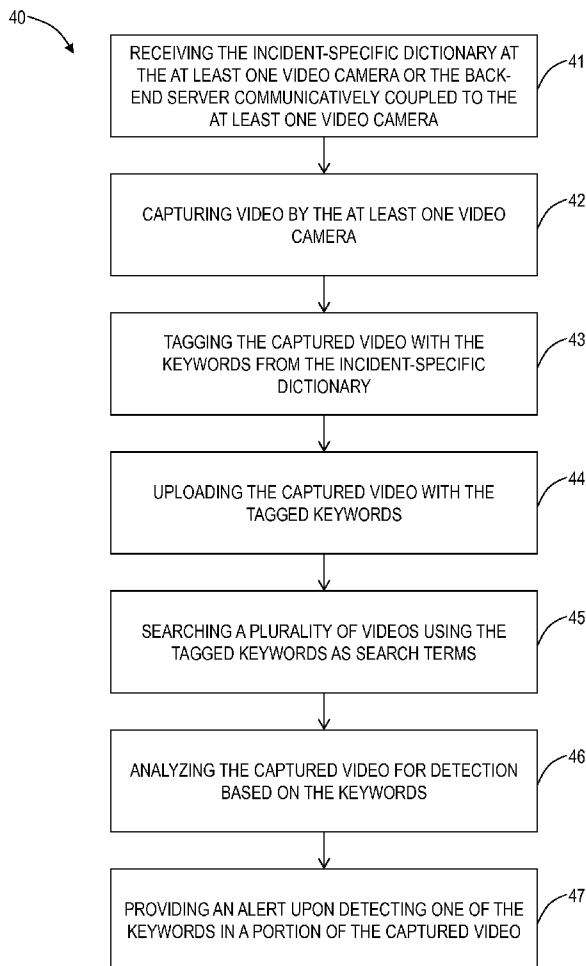 40
RECEIVING THE INCIDENT-SPECIFIC DICTIONARY AT
THE AT LEAST ONE VIDEO CAMERA OR THE BACK-
END SERVER COMMUNICATIVELY COUPLED TO THE
AT LEAST ONE VIDEO CAMERA
41
CAPTURING VIDEO BY THE AT LEAST ONE VIDEO
CAMERA
42
TAGGING THE CAPTURED VIDEO WITH THE
KEYWORDS FROM THE INCIDENT-SPECIFIC
DICTIONARY
43
UPLOADING THE CAPTURED VIDEO WITH THE
TAGGED KEYWORDS
44
SEARCHING A PLURALITY OF VIDEOS USING THE
TAGGED KEYWORDS AS SEARCH TERMS
45
ANALYZING THE CAPTURED VIDEO FOR DETECTION
BASED ON THE KEYWORDS
46
PROVIDING AN ALERT UPON DETECTING ONE OF THE
KEYWORDS IN A PORTION OF THE CAPTURED VIDEO
47